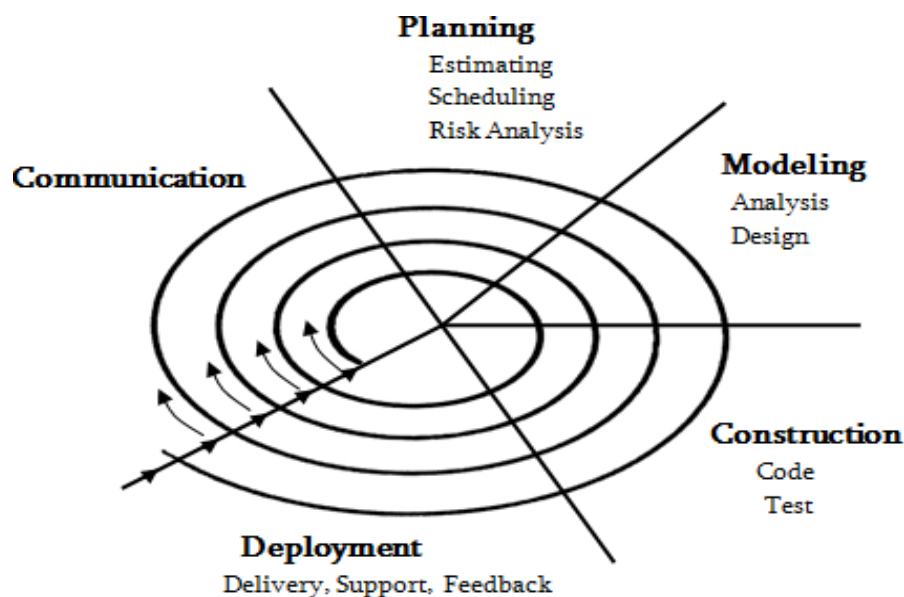 Planning
Estimating
Scheduling
Risk Analysis
Communication
Modeling
Analysis
Design
Construction
Code
Test
Deployment
Delivery, Support, Feedback